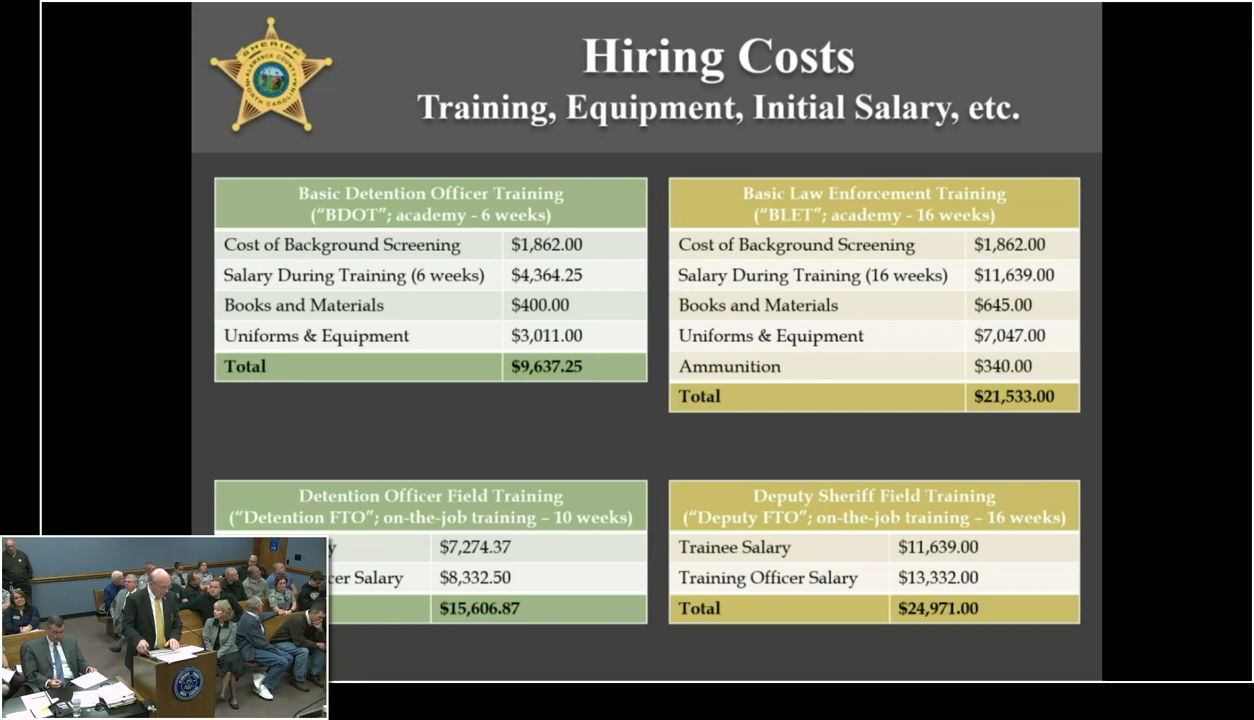 SHERIFF
ALAMANCE COUNTY
NORTH CAROLINA
Hiring Costs
Training, Equipment, Initial Salary, etc.
Basic Detention Officer Training
("BDOT"; academy - 6 weeks)
Cost of Background Screening $1,862.00
Salary During Training (6 weeks) $4,364.25
Books and Materials $400.00
Uniforms & Equipment $3,011.00
Total $9,637.25
Basic Law Enforcement Training
("BLET"; academy - 16 weeks)
Cost of Background Screening $1,862.00
Salary During Training (16 weeks) $11,639.00
Books and Materials $645.00
Uniforms & Equipment $7,047.00
Ammunition $340.00
Total $21,533.00
Detention Officer Field Training
("Detention FTO"; on-the-job training – 10 weeks)
y $7,274.37
cer Salary $8,332.50
$15,606.87
Deputy Sheriff Field Training
("Deputy FTO"; on-the-job training – 16 weeks)
Trainee Salary $11,639.00
Training Officer Salary $13,332.00
Total $24,971.00